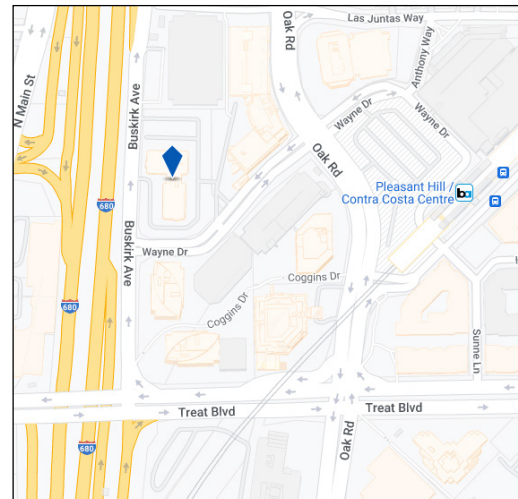 Las Juntas Way
Oak Rd
Anthony Way
N Main St
Buskirk Ave
Wayne Dr
Wayne Dr
Oak Rd
Pleasant Hill /
Contra Costa Centre
ba
680
Buskirk Ave
Wayne Dr
Coggins Dr
680
Coggins Dr
Sunne Ln
H
Treat Blvd
Treat Blvd
Oak Rd
680